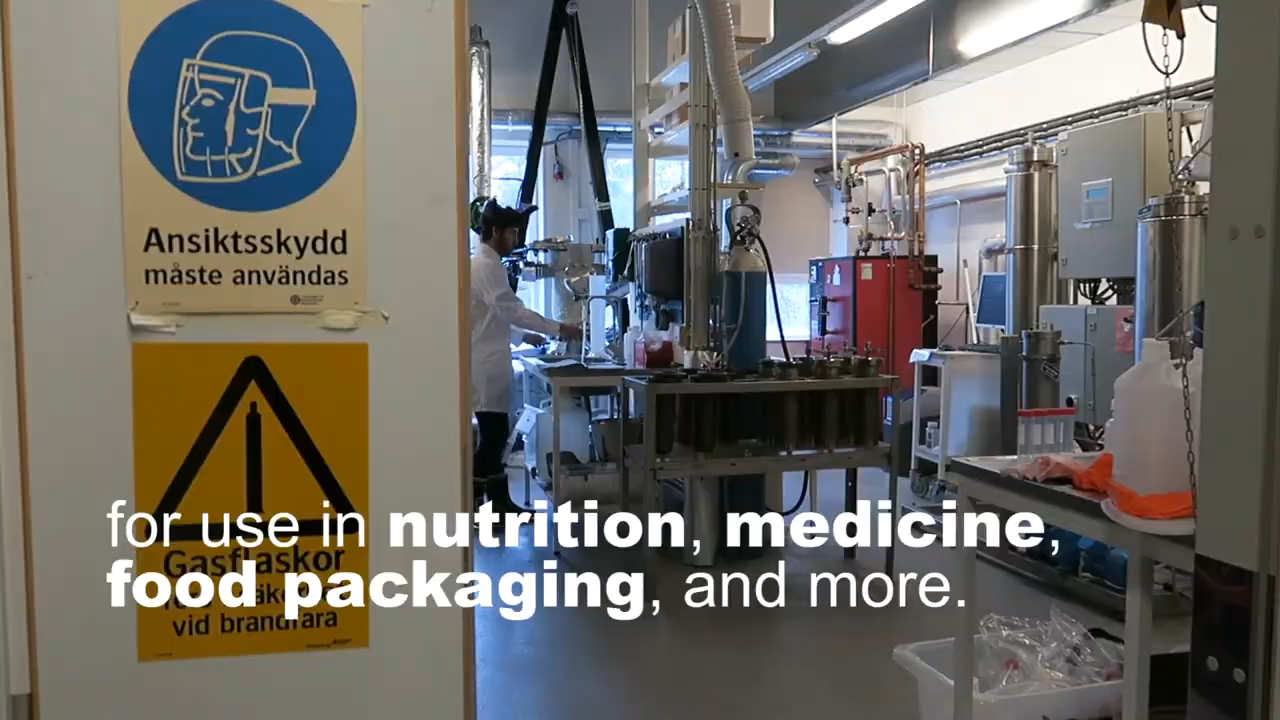 Ansiktsskydd
måste användas
Gasflaskor
vid brandfara
for use in nutrition, medicine,
food packaging, and more.